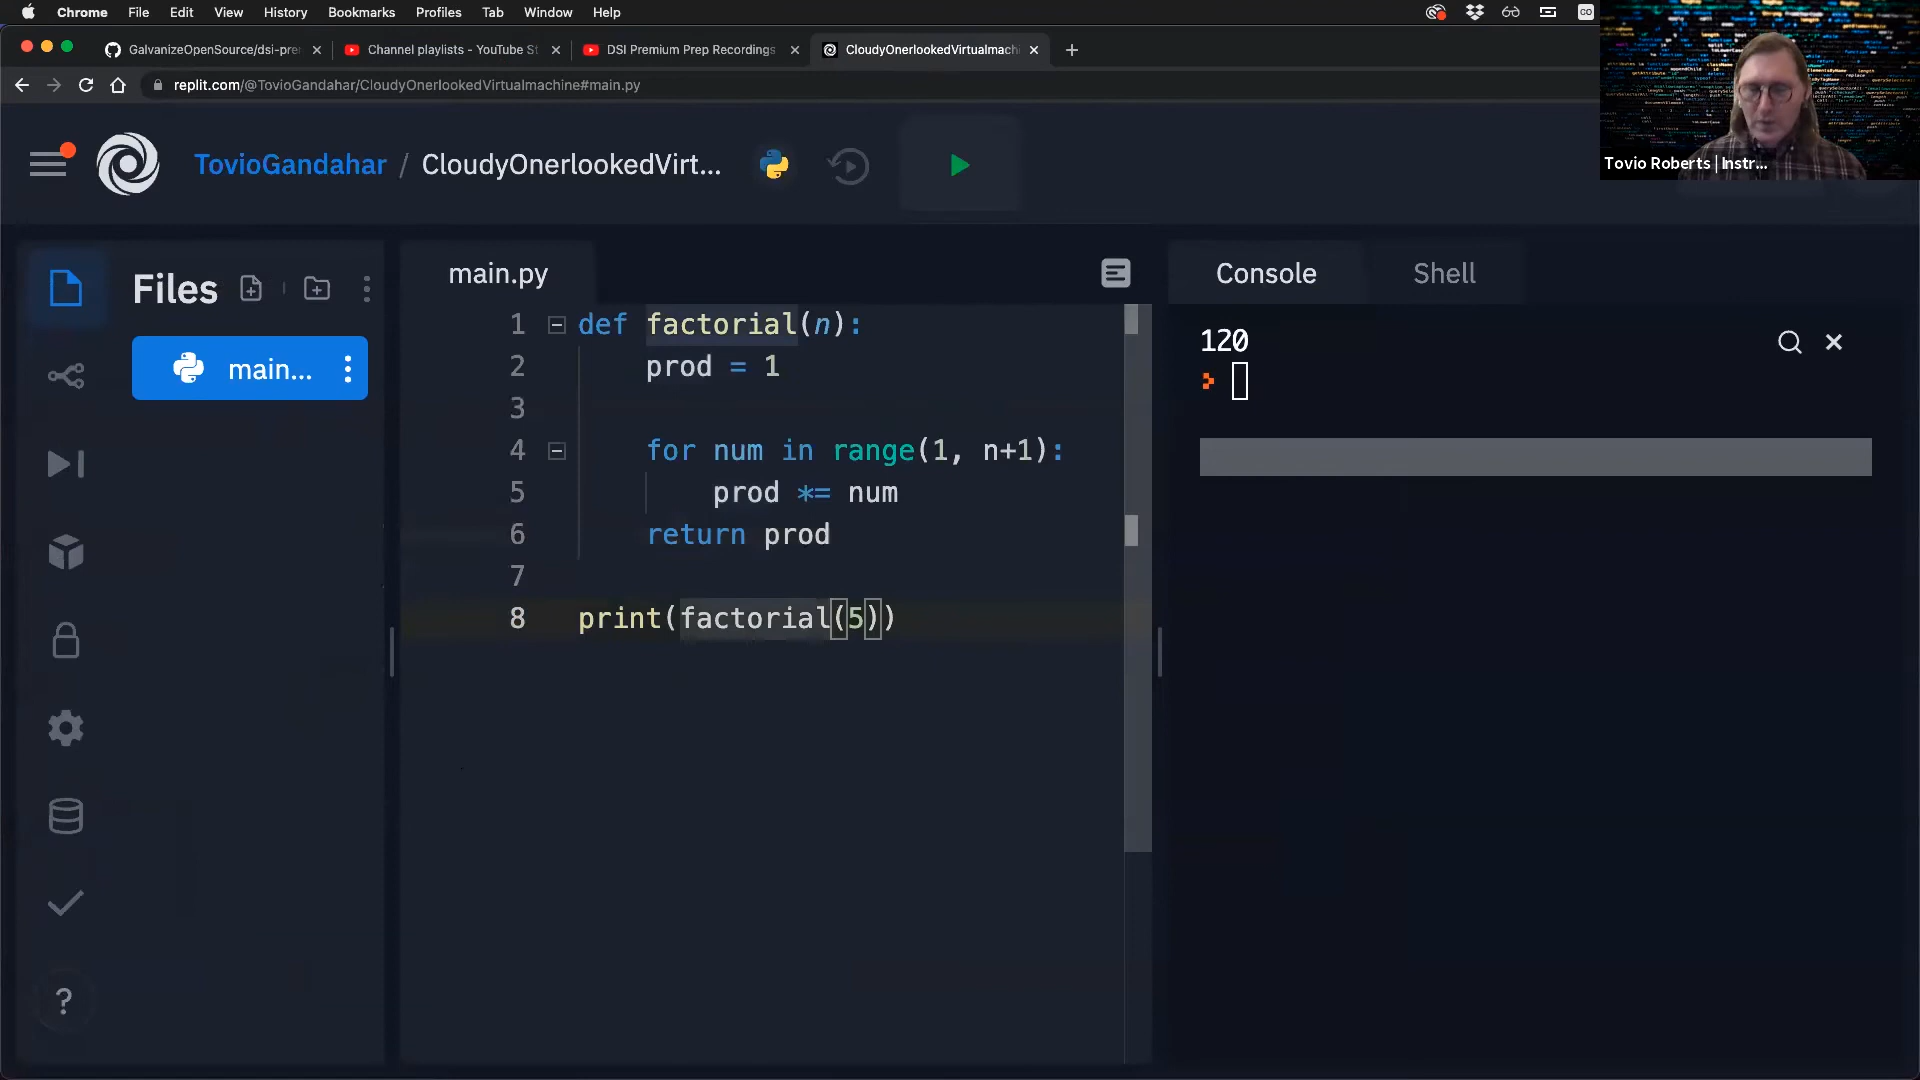 Chrome File Edit View History Bookmarks Profiles Tab Window Help
GalvanizeOpenSource/dsi-pre
Channel playlists - YouTube St
DSI Premium Prep Recordings
CloudyOnerlookedVirtualmach
replit.com/@TovioGandahar/CloudyOnerlookedVirtualmachine#main.py
Tovio Roberts | Instr...
TovioGandahar / CloudyOnerlookedVirt...
Files
main...
main.py
1 def factorial(n):
2 prod = 1
3
4 for num in range(1, n+1):
5 prod *= num
6 return prod
7
8 print(factorial(5))
Console Shell
120
?